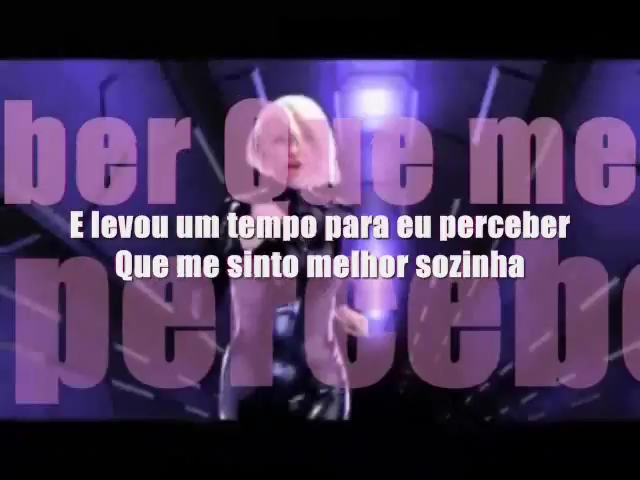 ber Que me
E levou um tempo para eu perceber
Que me sinto melhor sozinha
percebe